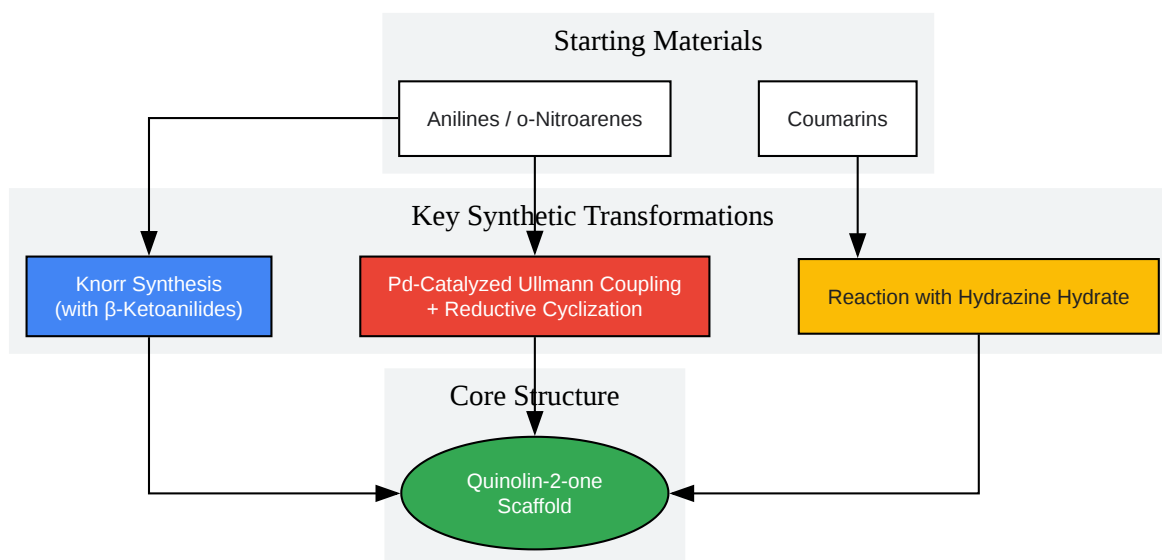 Starting Materials
Anilines / o-Nitroarenes
Coumarins
Key Synthetic Transformations
Knorr Synthesis
(with β-Ketoanilides)
Pd-Catalyzed Ullmann Coupling
+ Reductive Cyclization
Reaction with Hydrazine Hydrate
Core Structure
Quinolin-2-one
Scaffold